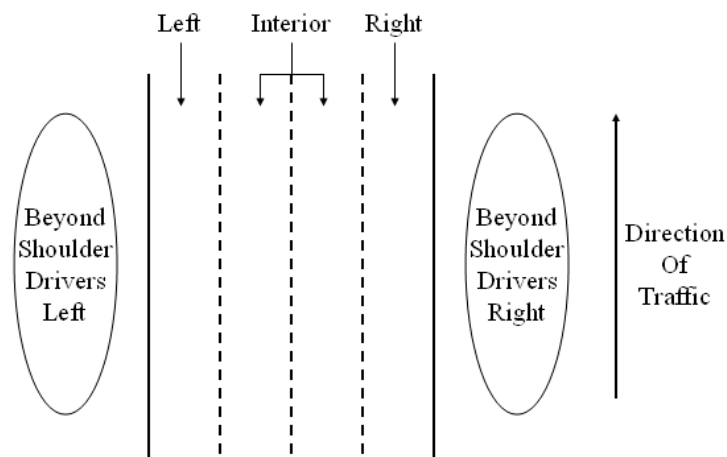 Left
Interior
Right
Beyond
Shoulder
Drivers
Left
Beyond
Shoulder
Drivers
Right
Direction
Of
Traffic